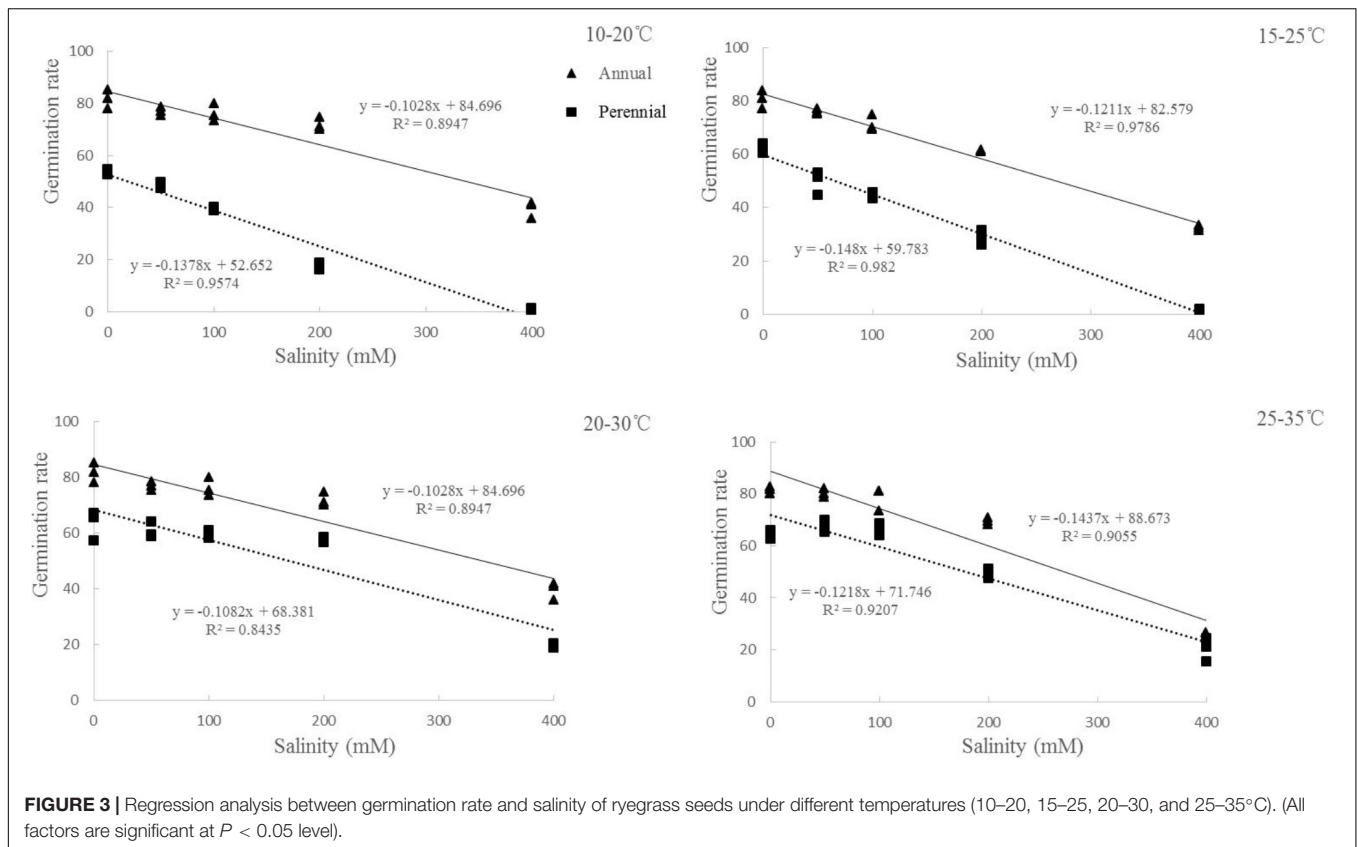 10-20℃
Germination rate
100
80
60
40
20
0
▲ Annual
■ Perennial
y = -0.1028x + 84.696
R² = 0.8947
y = -0.1378x + 52.652
R² = 0.9574
0 100 200 300 400
Salinity (mM)
15-25℃
Germination rate
100
80
60
40
20
0
y = -0.1211x + 82.579
R² = 0.9786
y = -0.148x + 59.783
R² = 0.982
0 100 200 300 400
Salinity (mM)
20-30℃
Germination rate
100
80
60
40
20
0
y = -0.1028x + 84.696
R² = 0.8947
y = -0.1082x + 68.381
R² = 0.8435
0 100 200 300 400
Salinity (mM)
25-35℃
Germination rate
100
80
60
40
20
0
y = -0.1437x + 88.673
R² = 0.9055
y = -0.1218x + 71.746
R² = 0.9207
0 100 200 300 400
Salinity (mM)
FIGURE 3 | Regression analysis between germination rate and salinity of ryegrass seeds under different temperatures (10–20, 15–25, 20–30, and 25–35°C). (All
factors are significant at P < 0.05 level).